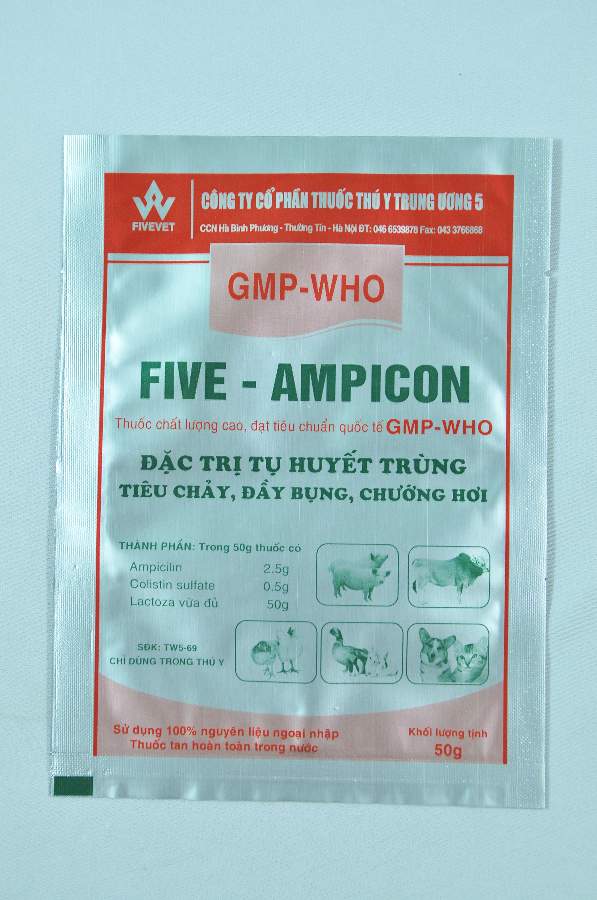 FIVEVET
CÔNG TY CỔ PHẦN THUỐC THÚ Y TRUNG ƯƠNG 5
CCN Hà Bình Phương - Thường Tín - Hà Nội ĐT: 046 6539878 Fax: 043 3766868
GMP-WHO
FIVE - AMPICON
Thuốc chất lượng cao, đạt tiêu chuẩn quốc tế GMP-WHO
ĐẶC TRỊ TỤ HUYẾT TRÙNG
TIÊU CHẢY, ĐẦY BỤNG, CHƯỚNG HƠI
THÀNH PHẦN: Trong 50g thuốc có
Ampicilin 2.5g
Colistin sulfate 0.5g
Lactoza vừa đủ 50g
SĐK: TW5-69
CHỈ DÙNG TRONG THÚ Y
Sử dụng 100% nguyên liệu ngoại nhập
Thuốc tan hoàn toàn trong nước
Khối lượng tịnh
50g